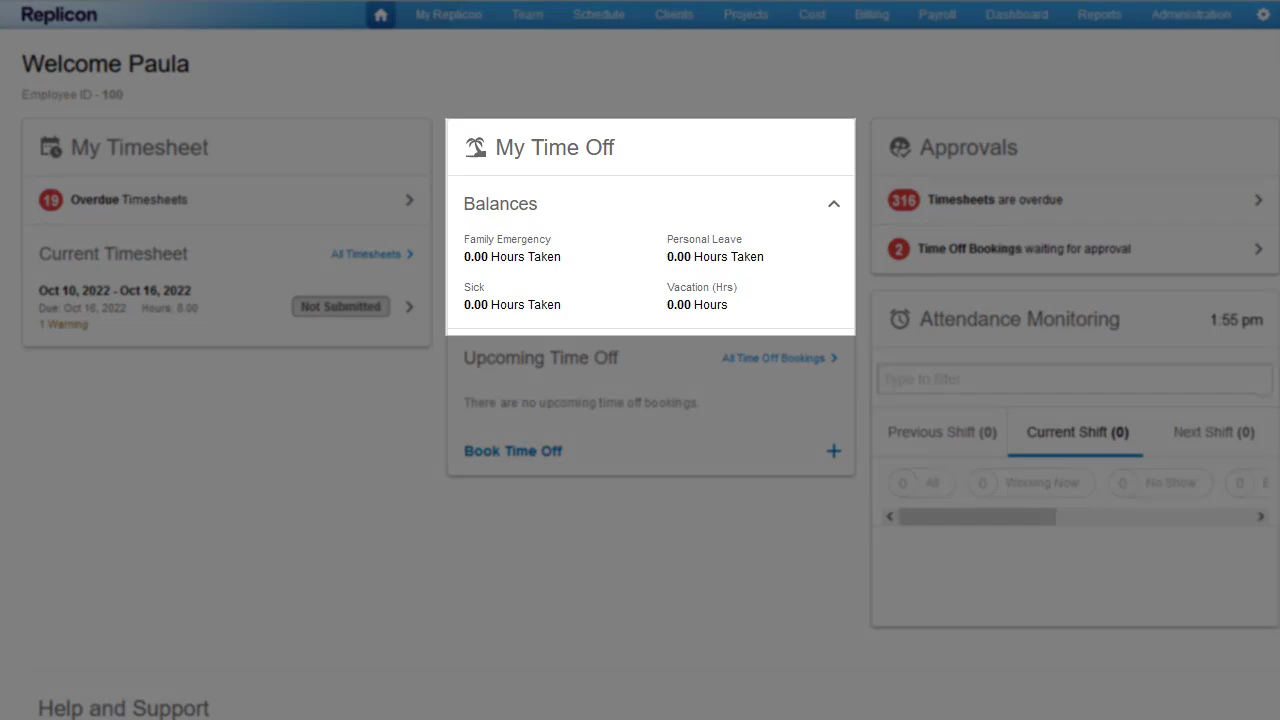 Replicon
My Replicon Team Schedule Clients Projects Cost Billing Payroll Dashboard Reports Administration
Welcome Paula
Employee ID - 100
My Timesheet
19 Overdue Timesheets
Current Timesheet All Timesheets
Oct 10, 2022 - Oct 16, 2022
Due: Oct 16, 2022 Hours: 8.00
Not Submitted
1 Warning
My Time Off
Balances
Family Emergency Personal Leave
0.00 Hours Taken 0.00 Hours Taken
Sick Vacation (Hrs)
0.00 Hours Taken 0.00 Hours
Upcoming Time Off All Time Off Bookings
There are no upcoming time off bookings.
Book Time Off
Approvals
316 Timesheets are overdue
2 Time Off Bookings waiting for approval
Attendance Monitoring 1:55 pm
Type to filter
Previous Shift (0) Current Shift (0) Next Shift (0)
0 All 0 Working Now 0 No Show 0
Help and Support